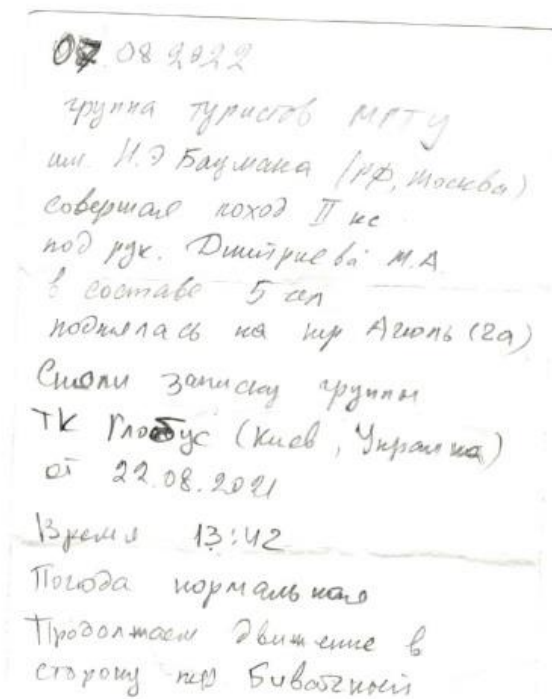 07.08.2022
группа туристов МГТУ
им. Н.Э Баумана (РФ, Москва)
совершая поход II кс
под рук. Дмитриева М.А
в составе 5 чел
поднялась на пер Агюль (2а)
Сняли записку группы
ТК Глобус (Киев, Украина)
от 22.08.2021
Время 13:42
Погода нормальная
Продолжаем движение в
сторону пер Бивачный